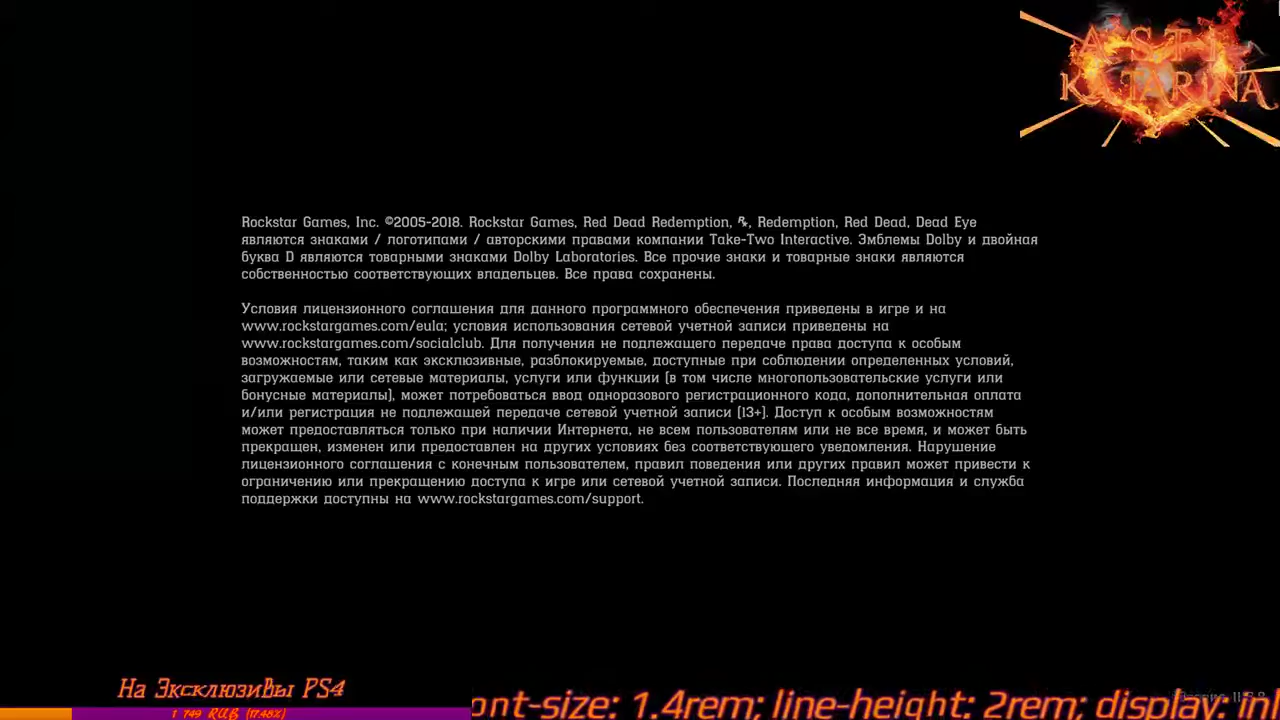 ASTI
KATARINA
Rockstar Games, Inc. ©2005-2018. Rockstar Games, Red Dead Redemption, R*, Redemption, Red Dead, Dead Eye
являются знаками / логотипами / авторскими правами компании Take-Two Interactive. Эмблемы Dolby и двойная
буква D являются товарными знаками Dolby Laboratories. Все прочие знаки и товарные знаки являются
собственностью соответствующих владельцев. Все права сохранены.
Условия лицензионного соглашения для данного программного обеспечения приведены в игре и на
www.rockstargames.com/eula; условия использования сетевой учетной записи приведены на
www.rockstargames.com/socialclub. Для получения не подлежащего передаче права доступа к особым
возможностям, таким как эксклюзивные, разблокируемые, доступные при соблюдении определенных условий,
загружаемые или сетевые материалы, услуги или функции (в том числе многопользовательские услуги или
бонусные материалы), может потребоваться ввод одноразового регистрационного кода, дополнительная оплата
и/или регистрация не подлежащей передаче сетевой учетной записи (13+). Доступ к особым возможностям
может предоставляться только при наличии Интернета, не всем пользователям или не все время, и может быть
прекращен, изменен или предоставлен на других условиях без соответствующего уведомления. Нарушение
лицензионного соглашения с конечным пользователем, правил поведения или других правил может привести к
ограничению или прекращению доступа к игре или сетевой учетной записи. Последняя информация и служба
поддержки доступны на www.rockstargames.com/support.
На Эксклюзивы PS4
1 749 RUB (17.48%)
ont-size: 1.4rem; line-height: 2rem; display: inl